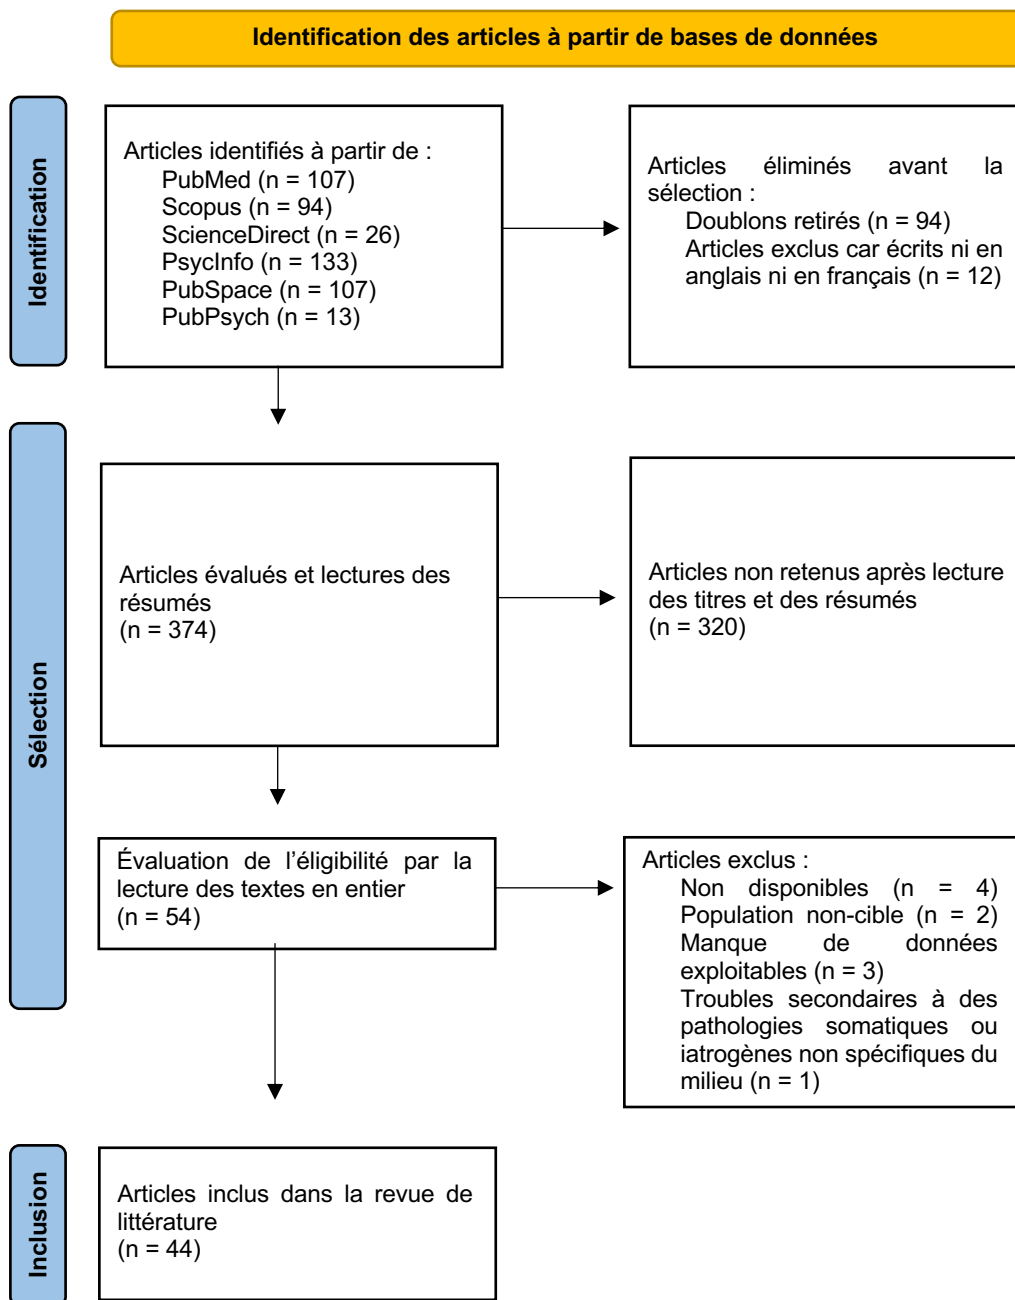 Identification des articles à partir de bases de données
Identification
Articles identifiés à partir de :
PubMed (n = 107)
Scopus (n = 94)
ScienceDirect (n = 26)
PsycInfo (n = 133)
PubSpace (n = 107)
PubPsych (n = 13)
Articles éliminés avant la
sélection :
Doublons retirés (n = 94)
Articles exclus car écrits ni en
anglais ni en français (n = 12)
Sélection
Articles évalués et lectures des
résumés
(n = 374)
Articles non retenus après lecture
des titres et des résumés
(n = 320)
Évaluation de l’éligibilité par la
lecture des textes en entier
(n = 54)
Articles exclus :
Non disponibles (n = 4)
Population non-cible (n = 2)
Manque de données
exploitables (n = 3)
Troubles secondaires à des
pathologies somatiques ou
iatrogènes non spécifiques du
milieu (n = 1)
Inclusion
Articles inclus dans la revue de
littérature
(n = 44)